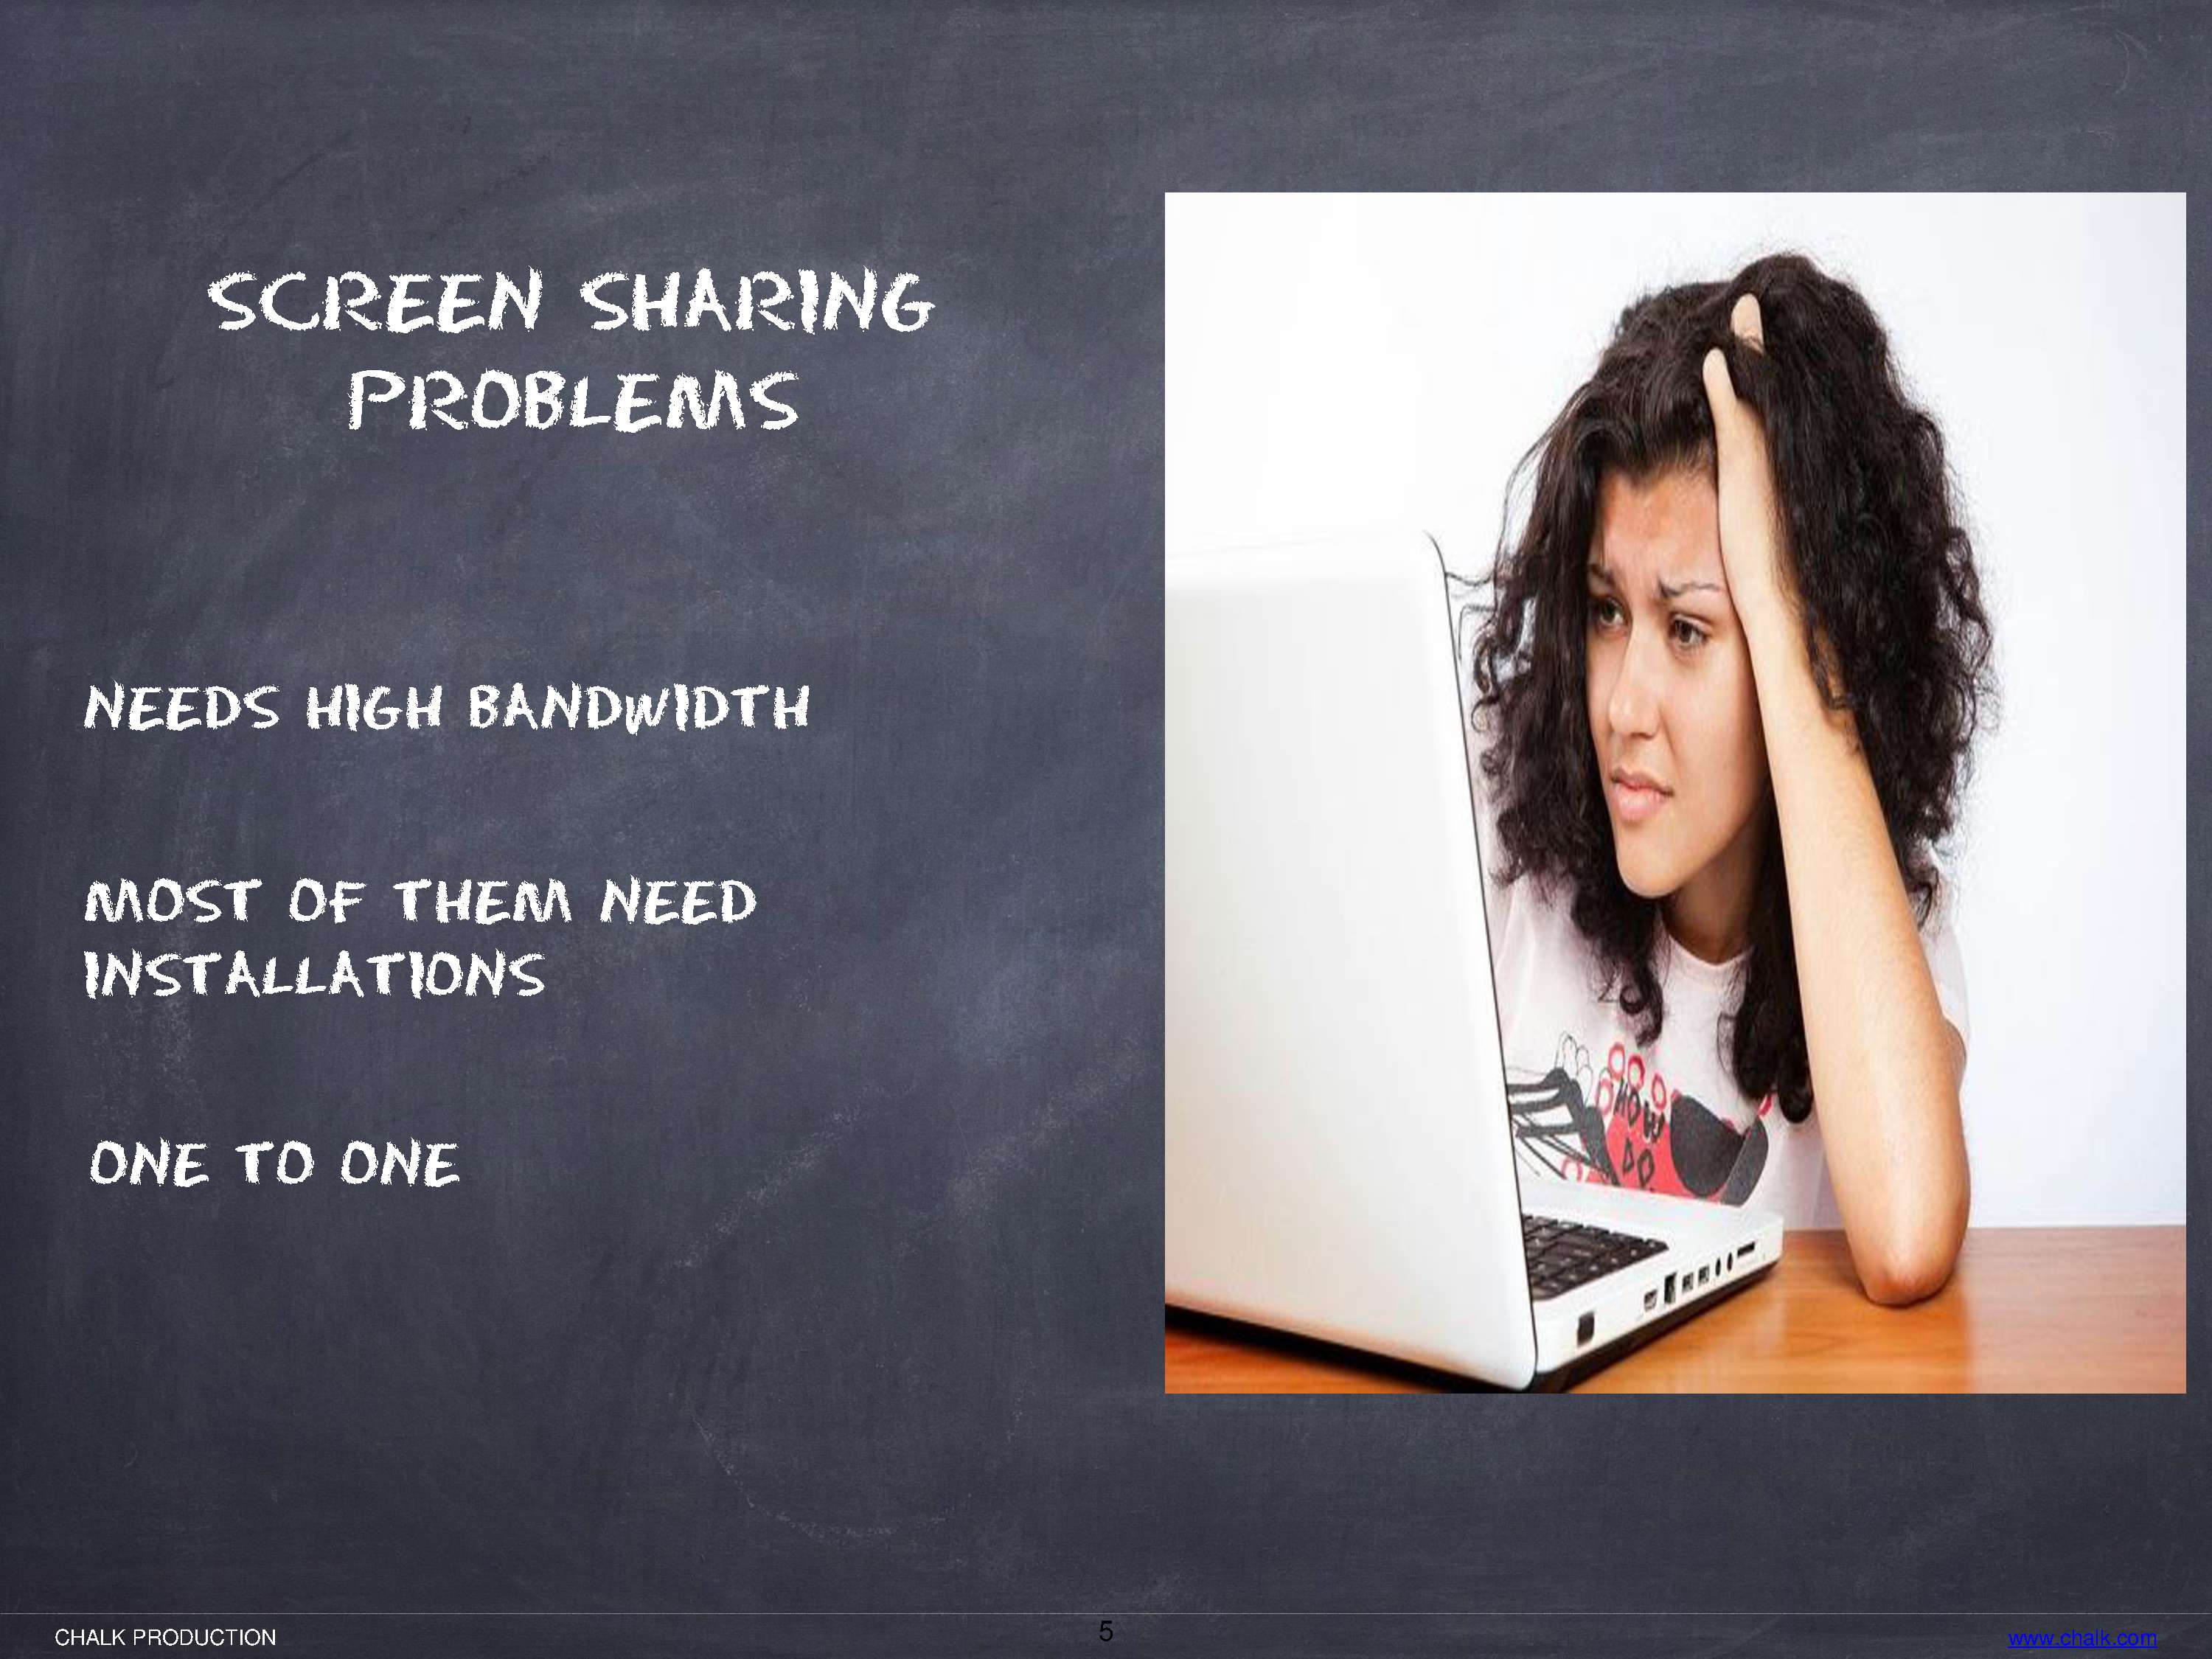 SCREEN SHARING
PROBLEMS
NEEDS HIGH BANDWIDTH
MOST OF THEM NEED
INSTALLATIONS
ONE TO ONE
HOW
DO
CHALK PRODUCTION
5
www.chalk.com